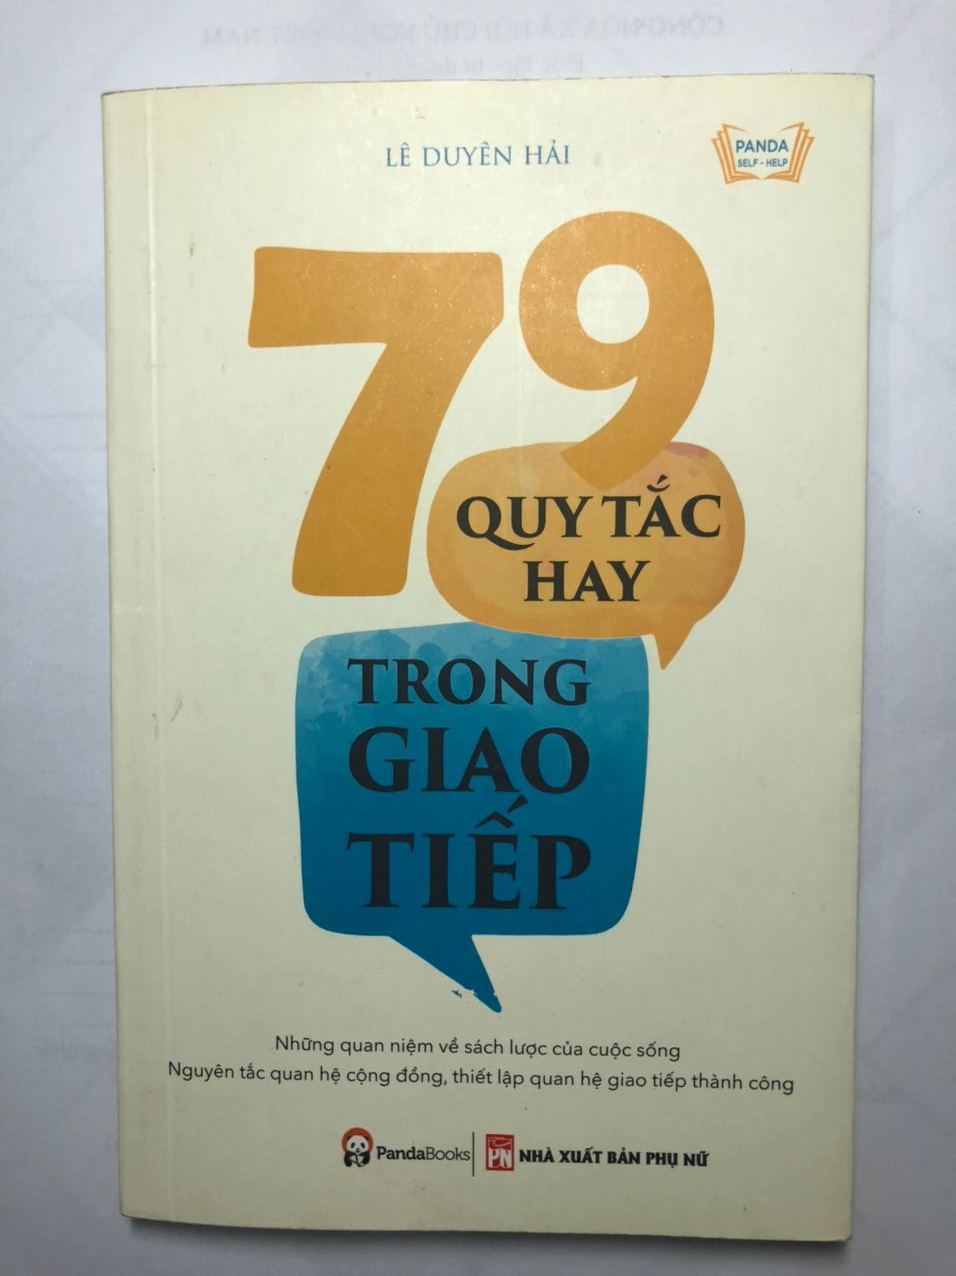 LÊ DUYÊN HẢI
PANDA
SELF - HELP
79
QUY TẮC
HAY
TRONG
GIAO
TIẾP
Những quan niệm về sách lược của cuộc sống
Nguyên tắc quan hệ cộng đồng, thiết lập quan hệ giao tiếp thành công
PandaBooks
PN NHÀ XUẤT BẢN PHỤ NỮ